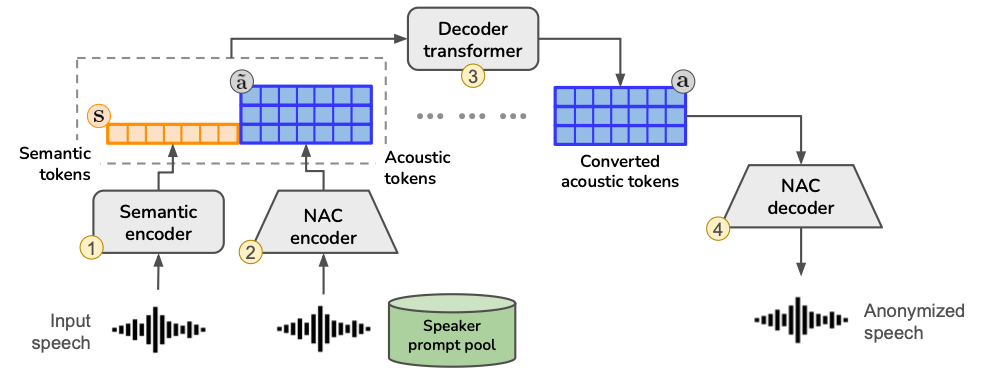 Decoder
transformer
3
ã
a
s
Semantic
tokens
Acoustic
tokens
Converted
acoustic tokens
Semantic
encoder
1
NAC
encoder
2
NAC
decoder
4
Input
speech
Speaker
prompt pool
Anonymized
speech